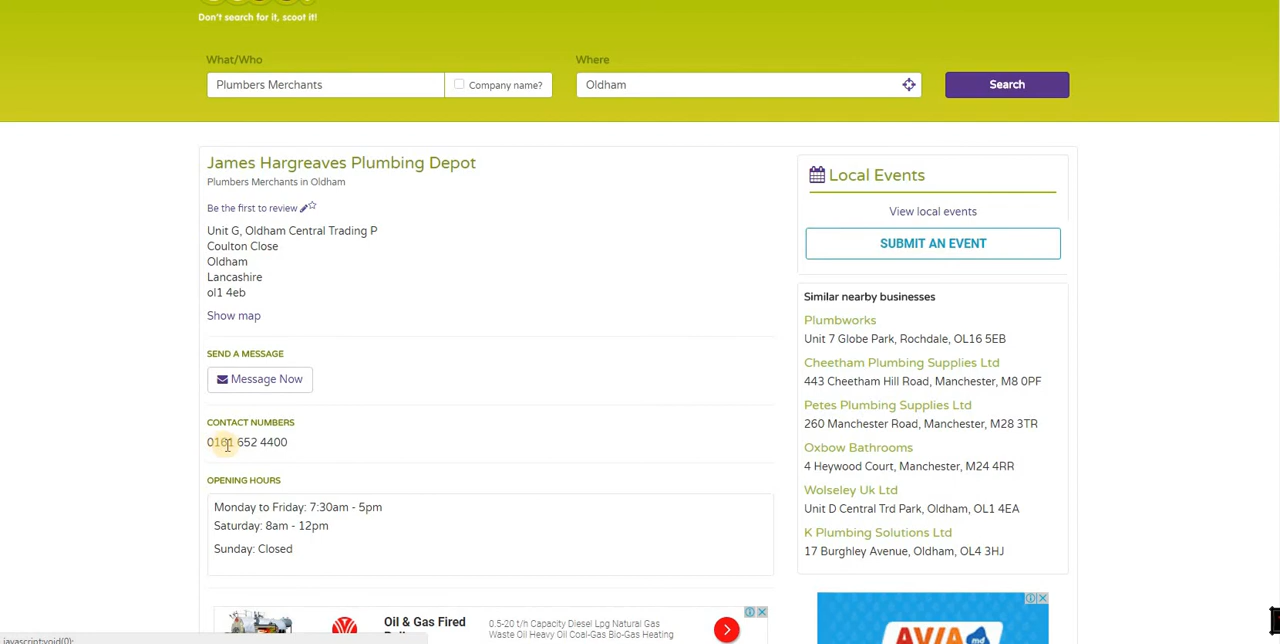 Don't search for it, scoot it!
What/Who
Where
Plumbers Merchants
Company name?
Oldham
Search
James Hargreaves Plumbing Depot
Plumbers Merchants in Oldham
Be the first to review
Unit G, Oldham Central Trading P
Coulton Close
Oldham
Lancashire
ol1 4eb
Show map
SEND A MESSAGE
Message Now
CONTACT NUMBERS
0161 652 4400
OPENING HOURS
Monday to Friday: 7:30am - 5pm
Saturday: 8am - 12pm
Sunday: Closed
Local Events
View local events
SUBMIT AN EVENT
Similar nearby businesses
Plumbworks
Unit 7 Globe Park, Rochdale, OL16 5EB
Cheetham Plumbing Supplies Ltd
443 Cheetham Hill Road, Manchester, M8 0PF
Petes Plumbing Supplies Ltd
260 Manchester Road, Manchester, M28 3TR
Oxbow Bathrooms
4 Heywood Court, Manchester, M24 4RR
Wolseley Uk Ltd
Unit D Central Trd Park, Oldham, OL1 4EA
K Plumbing Solutions Ltd
17 Burghley Avenue, Oldham, OL4 3HJ
Oil & Gas Fired
0.5-20 t/h Capacity Diesel Lpg Natural Gas
Waste Oil Heavy Oil Coal-Gas Bio-Gas Heating
AVIA
md
javascript:void(0);